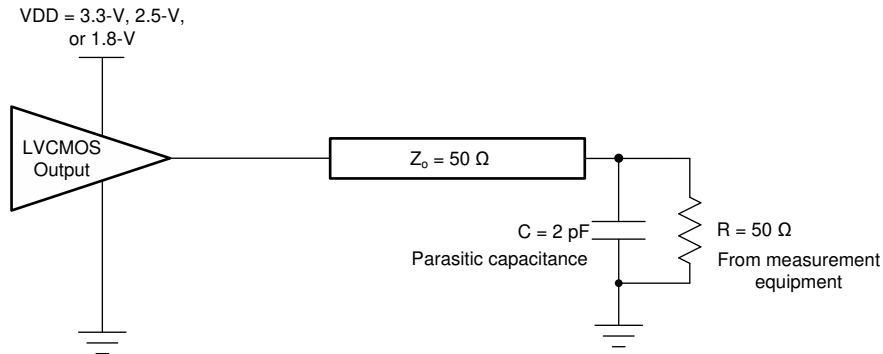 VDD = 3.3-V, 2.5-V,
or 1.8-V
LVCMOS
Output
Zo = 50 Ω
C = 2 pF
Parasitic capacitance
R = 50 Ω
From measurement
equipment